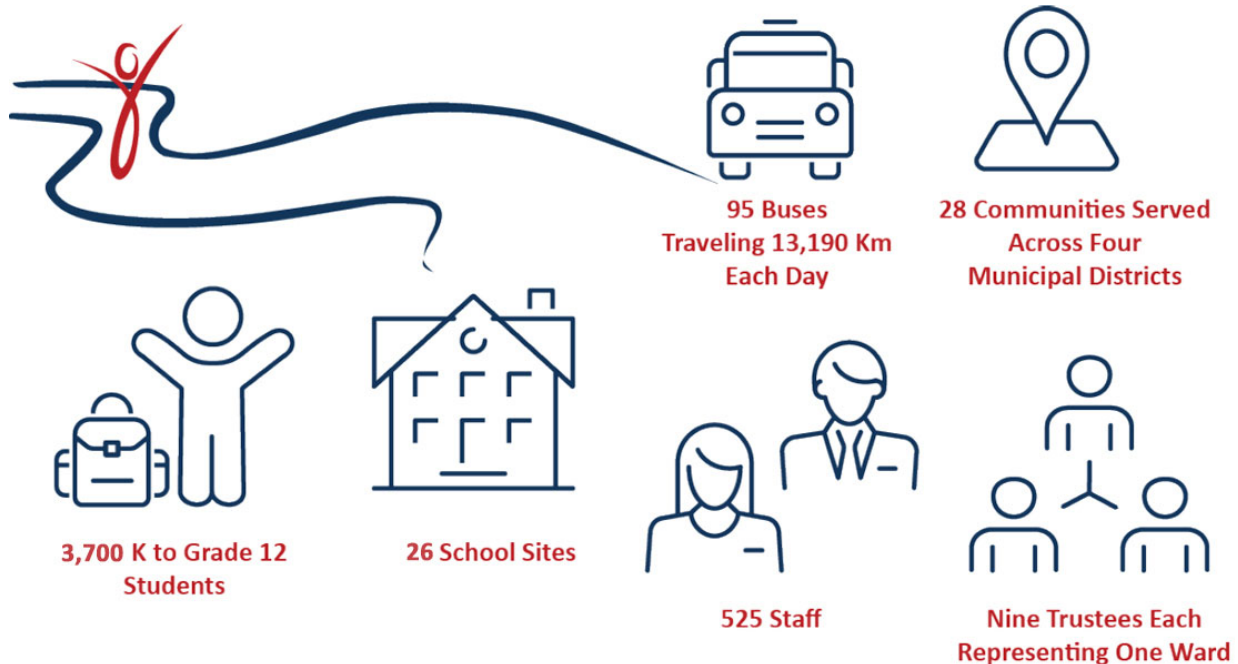 95 Buses
Traveling 13,190 Km
Each Day
28 Communities Served
Across Four
Municipal Districts
3,700 K to Grade 12
Students
26 School Sites
525 Staff
Nine Trustees Each
Representing One Ward